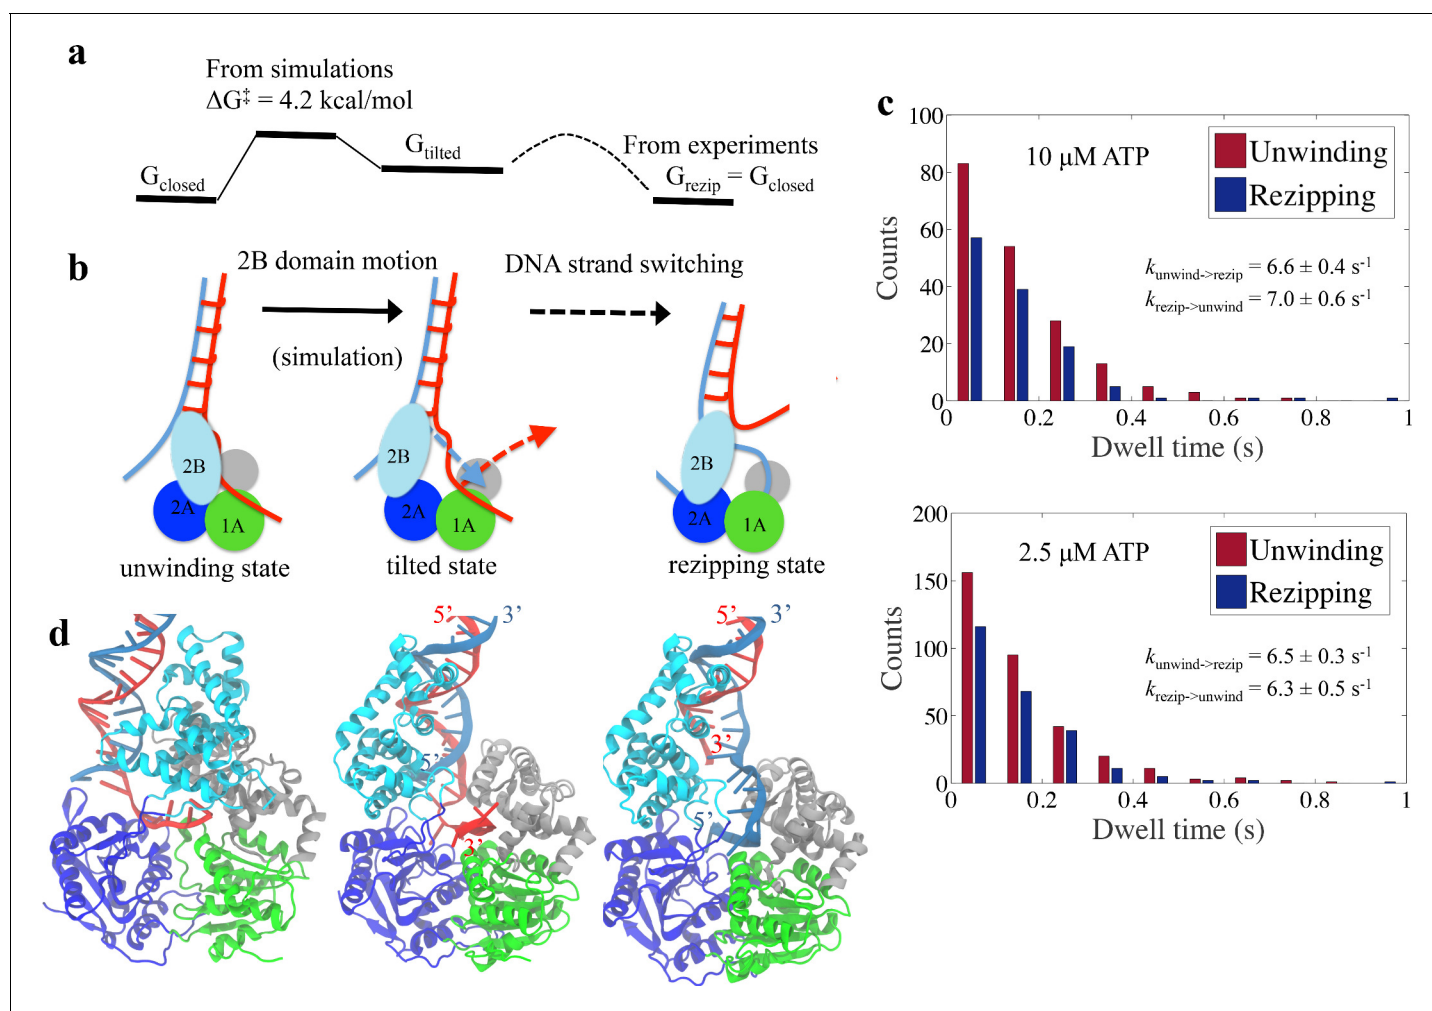 a
From simulations
ΔG‡ = 4.2 kcal/mol
Gclosed
Gtilted
From experiments
Grezip = Gclosed
b
2B domain motion
(simulation)
DNA strand switching
2B
2A
1A
unwinding state
2B
2A
1A
tilted state
2B
2A
1A
rezipping state
c
10 μM ATP
Unwinding
Rezipping
kunwind->rezip = 6.6 ± 0.4 s-1
krezip->unwind = 7.0 ± 0.6 s-1
Counts
100
80
60
40
20
0
0 0.2 0.4 0.6 0.8 1
Dwell time (s)
2.5 μM ATP
Unwinding
Rezipping
kunwind->rezip = 6.5 ± 0.3 s-1
krezip->unwind = 6.3 ± 0.5 s-1
Counts
200
150
100
50
0
0 0.2 0.4 0.6 0.8 1
Dwell time (s)
d
5’ 3’
5’
3’
5’ 3’
3’
5’